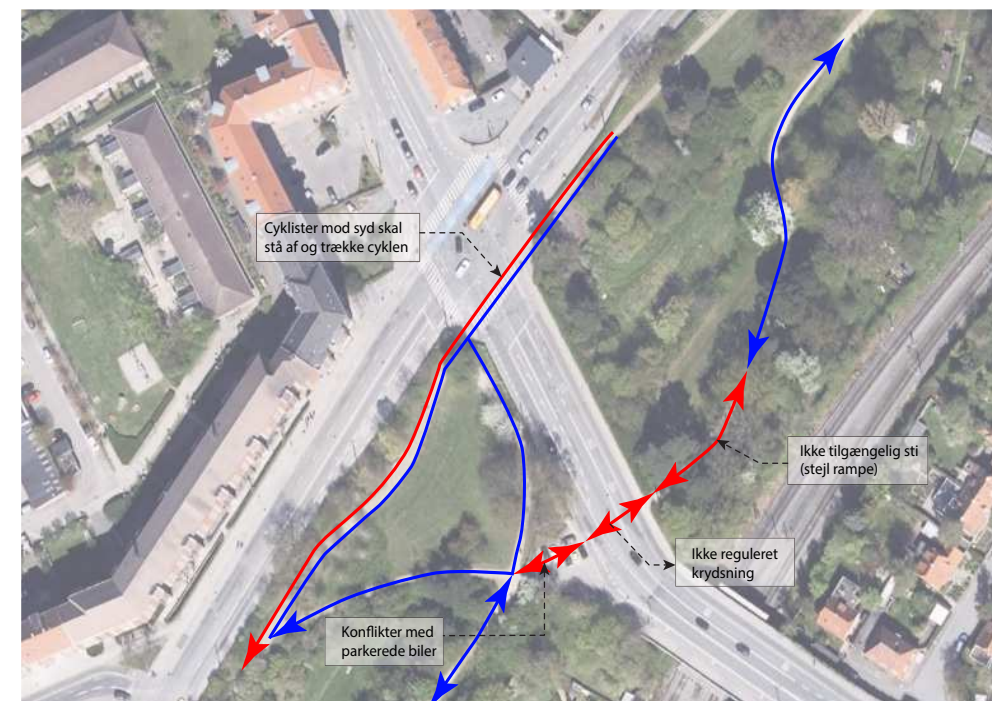 Cyklister mod syd skal
stå af og trække cyklen
Ikke tilgængelig sti
(stejl rampe)
Ikke reguleret
krydsning
Konflikter med
parkerede biler